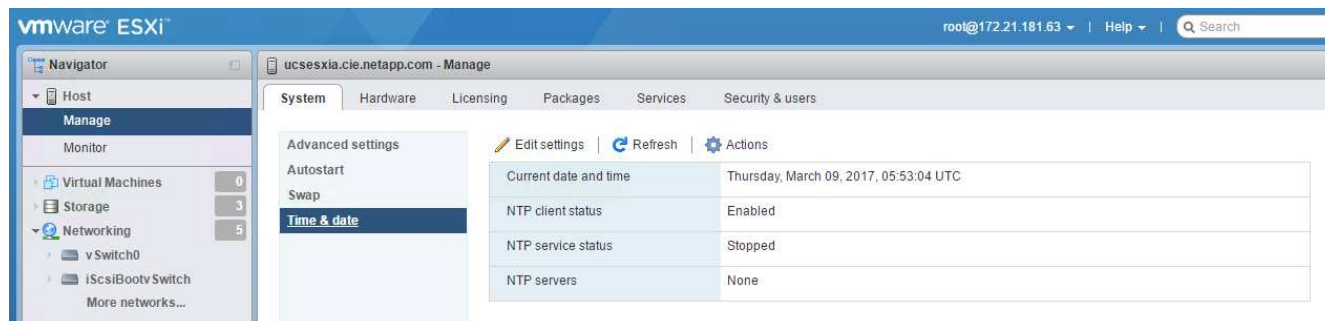 vmware ESXi™
root@172.21.181.63 | Help | Search
Navigator
Host
Manage
Monitor
Virtual Machines 0
Storage 3
Networking 5
vSwitch0
iScsiBootvSwitch
More networks...
ucsesxia.cie.netapp.com - Manage
System Hardware Licensing Packages Services Security & users
Advanced settings
Autostart
Swap
Time & date
Edit settings | Refresh | Actions
Current date and time Thursday, March 09, 2017, 05:53:04 UTC
NTP client status Enabled
NTP service status Stopped
NTP servers None